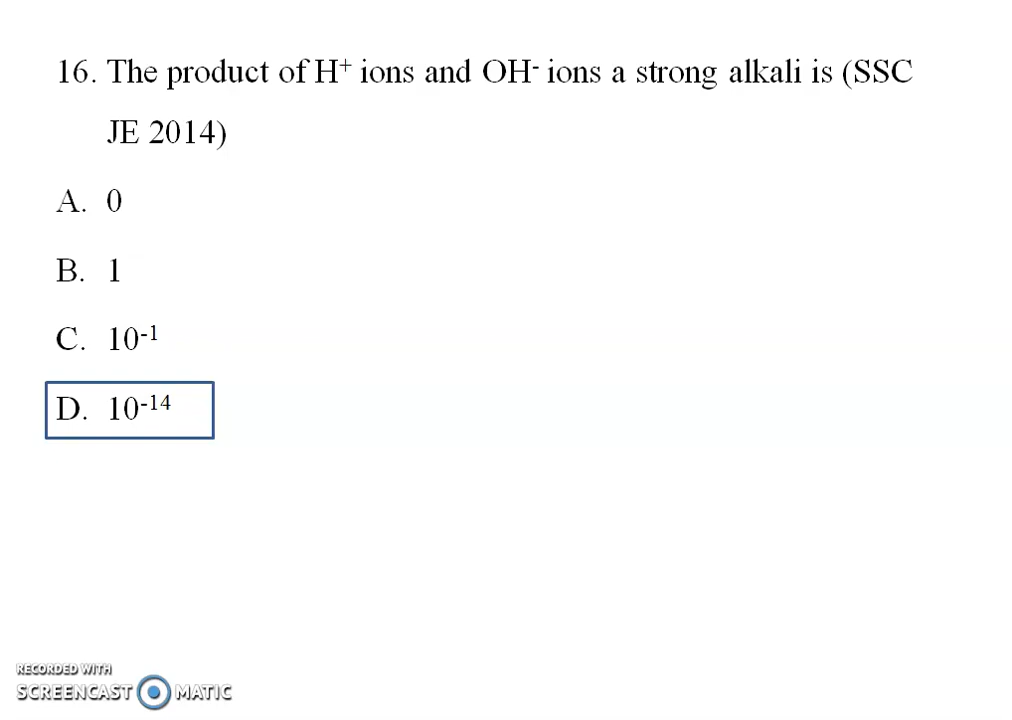 16. The product of H⁺ ions and OH⁻ ions a strong alkali is (SSC
JE 2014)
A. 0
B. 1
C. 10⁻¹
D. 10⁻¹⁴
RECORDED WITH
SCREENCAST MATIC